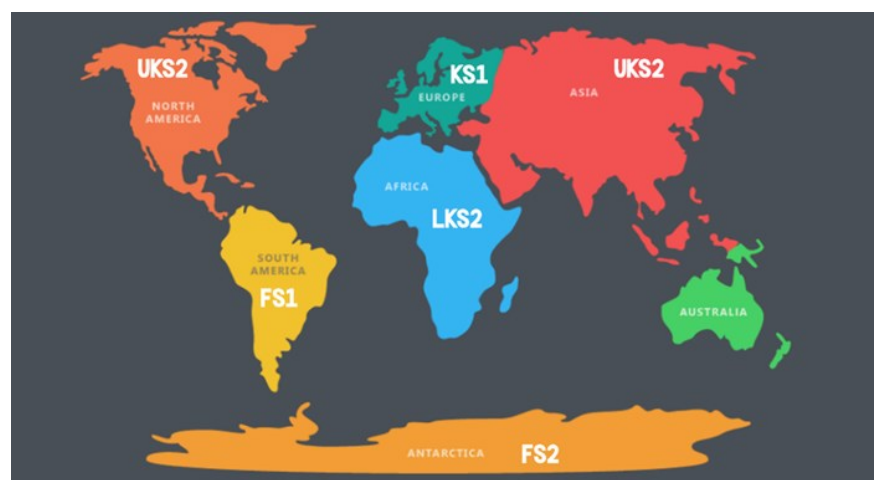 UKS2
NORTH
AMERICA
KS1
EUROPE
UKS2
ASIA
AFRICA
LKS2
SOUTH
AMERICA
FS1
AUSTRALIA
ANTARCTICA
FS2